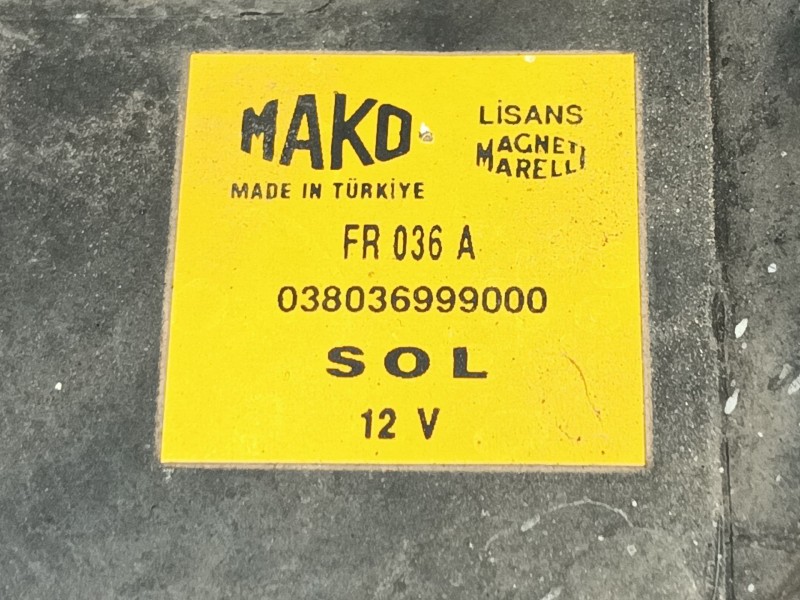 MAKO
LİSANS
MAGNETI
MARELLI
MADE IN TÜRKİYE
FR 036 A
038036999000
SOL
12 V